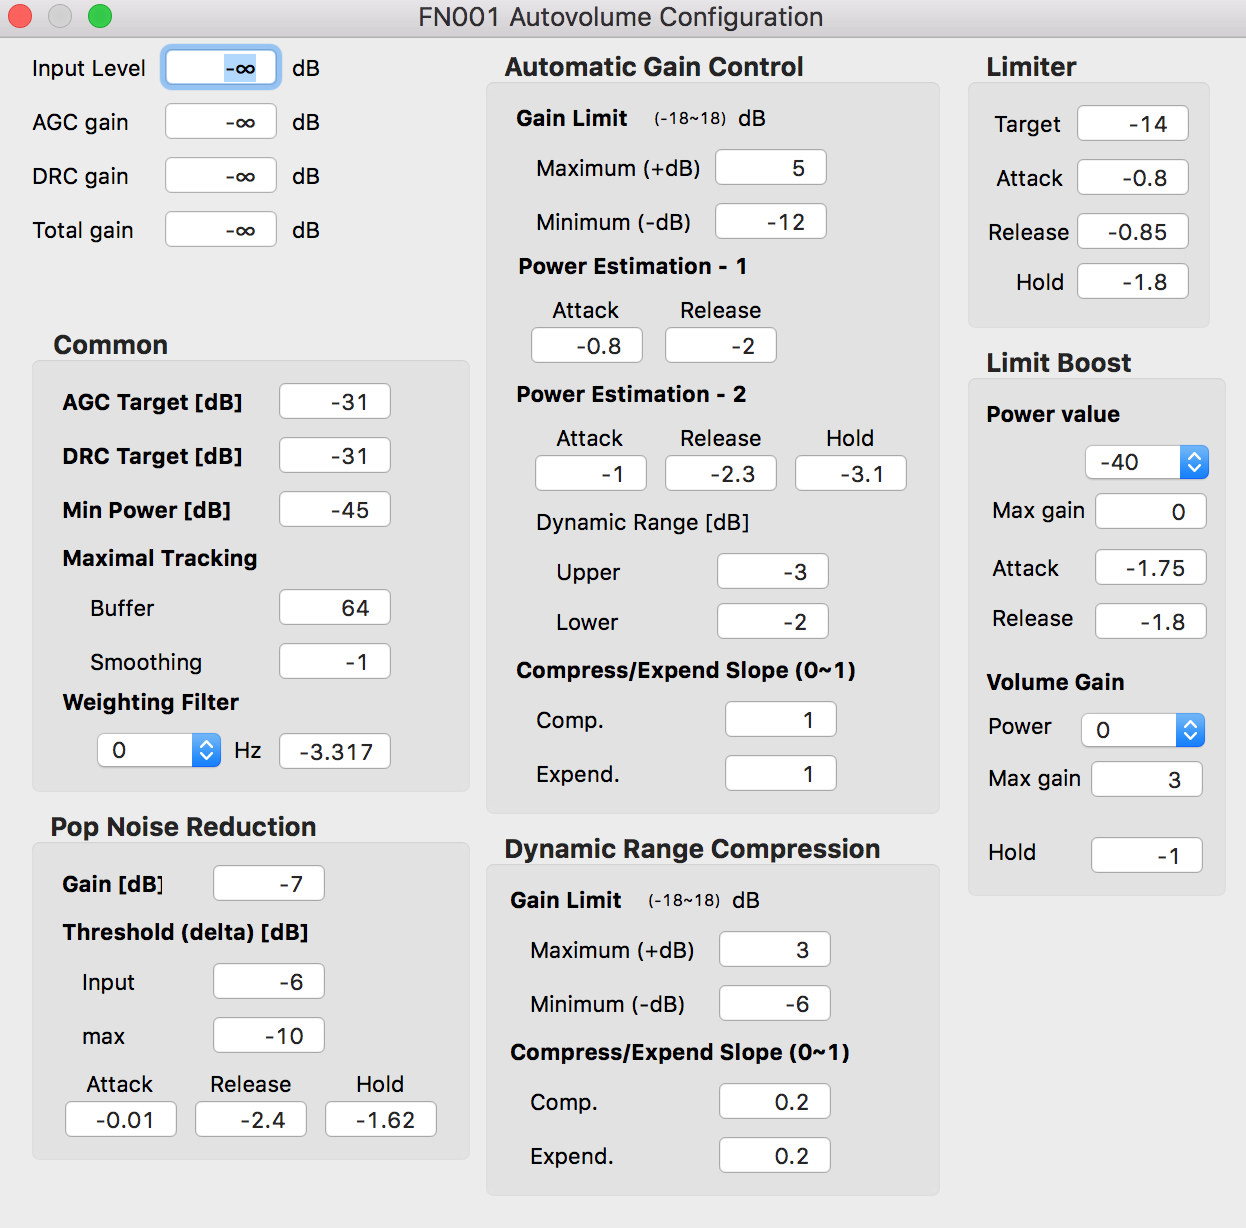 FN001 Autovolume Configuration
Input Level -∞ dB
AGC gain -∞ dB
DRC gain -∞ dB
Total gain -∞ dB
Common
AGC Target [dB] -31
DRC Target [dB] -31
Min Power [dB] -45
Maximal Tracking
Buffer 64
Smoothing -1
Weighting Filter
0 Hz -3.317
Pop Noise Reduction
Gain [dB]  -7
Threshold (delta) [dB]
Input -6
max -10
Attack Release Hold
-0.01 -2.4 -1.62
Automatic Gain Control
Gain Limit (-18~18) dB
Maximum (+dB) 5
Minimum (-dB) -12
Power Estimation - 1
Attack Release
-0.8 -2
Power Estimation - 2
Attack Release Hold
-1 -2.3 -3.1
Dynamic Range [dB]
Upper -3
Lower -2
Compress/Expend Slope (0~1)
Comp. 1
Expend. 1
Dynamic Range Compression
Gain Limit (-18~18) dB
Maximum (+dB) 3
Minimum (-dB) -6
Compress/Expend Slope (0~1)
Comp. 0.2
Expend. 0.2
Limiter
Target -14
Attack -0.8
Release -0.85
Hold -1.8
Limit Boost
Power value
-40
Max gain 0
Attack -1.75
Release -1.8
Volume Gain
Power 0
Max gain 3
Hold -1